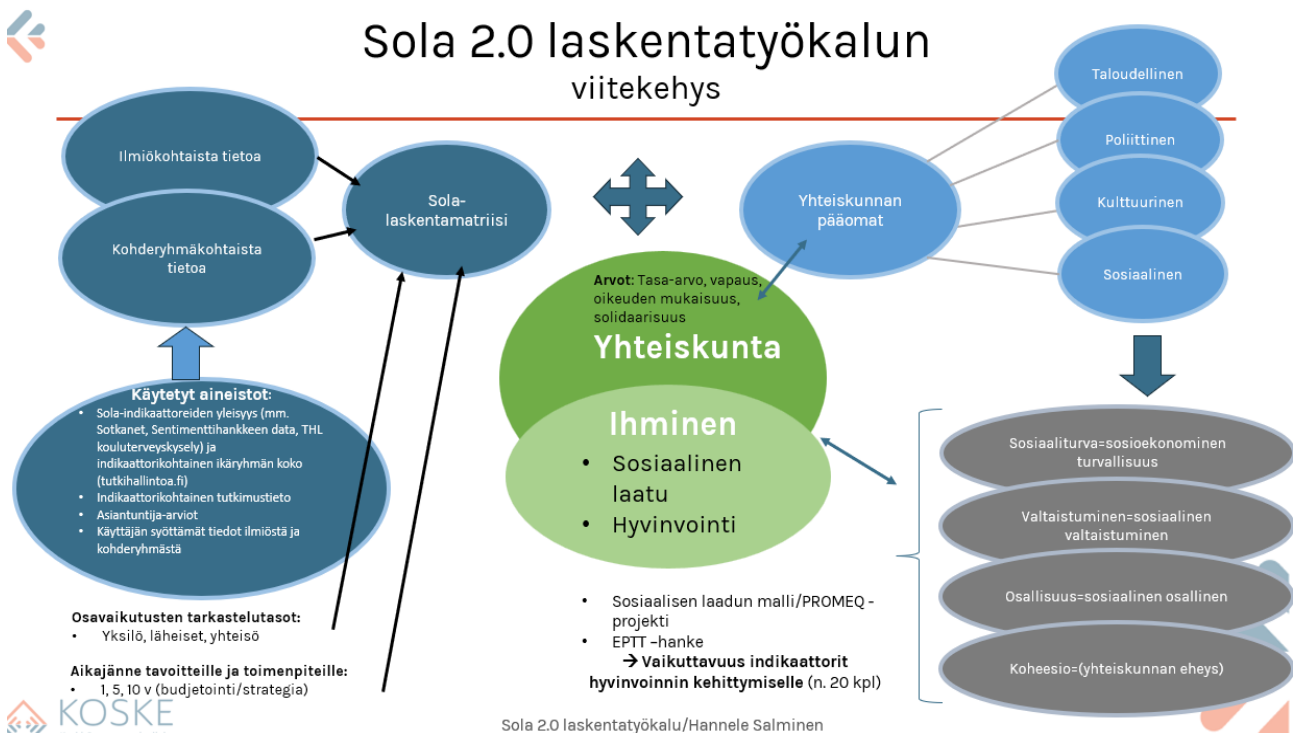 Sola 2.0 laskentatyökalun
viitekehys
Ilmiökohtaista tietoa
Kohderyhmäkohtaista
tietoa
Sola-
laskentamatriisi
Käytetyt aineistot:
• Sola-indikaattoreiden yleisyys (mm.
Sotkanet, Sentimenttihankkeen data, THL
kouluterveyskysely) ja
indikaattorikohtainen ikäryhmän koko
(tutkihallintoa.fi)
• Indikaattorikohtainen tutkimustieto
• Asiantuntija-arviot
• Käyttäjän syöttämät tiedot ilmiöstä ja
kohderyhmästä
Osavaikutusten tarkastelutasot:
• Yksilö, läheiset, yhteisö
Aikajänne tavoitteille ja toimenpiteille:
• 1, 5, 10 v (budjetointi/strategia)
KOSKE
Arvot: Tasa-arvo, vapaus,
oikeuden mukaisuus,
solidaarisuus
Yhteiskunta
Ihminen
• Sosiaalinen
laatu
• Hyvinvointi
• Sosiaalisen laadun malli/PROMEQ -
projekti
• EPTT –hanke
→ Vaikuttavuus indikaattorit
hyvinvoinnin kehittymiselle (n. 20 kpl)
Sola 2.0 laskentatyökalu/Hannele Salminen
Yhteiskunnan
pääomat
Taloudellinen
Poliittinen
Kulttuurinen
Sosiaalinen
Sosiaaliturva=sosioekonominen
turvallisuus
Valtaistuminen=sosiaalinen
valtaistuminen
Osallisuus=sosiaalinen osallinen
Koheesio=(yhteiskunnan eheys)